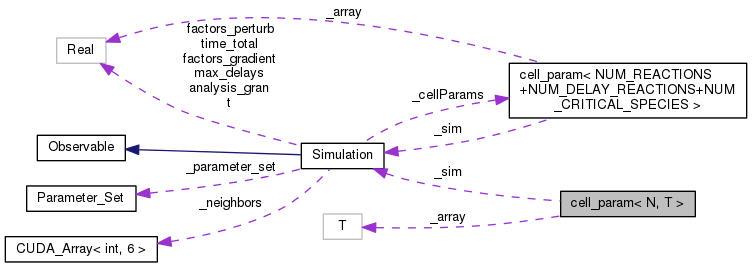 _array
factors_perturb
time_total
factors_gradient
max_delays
analysis_gran
t
Real
cell_param< NUM_REACTIONS
+NUM_DELAY_REACTIONS+NUM
_CRITICAL_SPECIES >
_cellParams
_sim
Observable
Simulation
_parameter_set
_sim
Parameter_Set
_neighbors
cell_param< N, T >
_array
T
CUDA_Array< int, 6 >